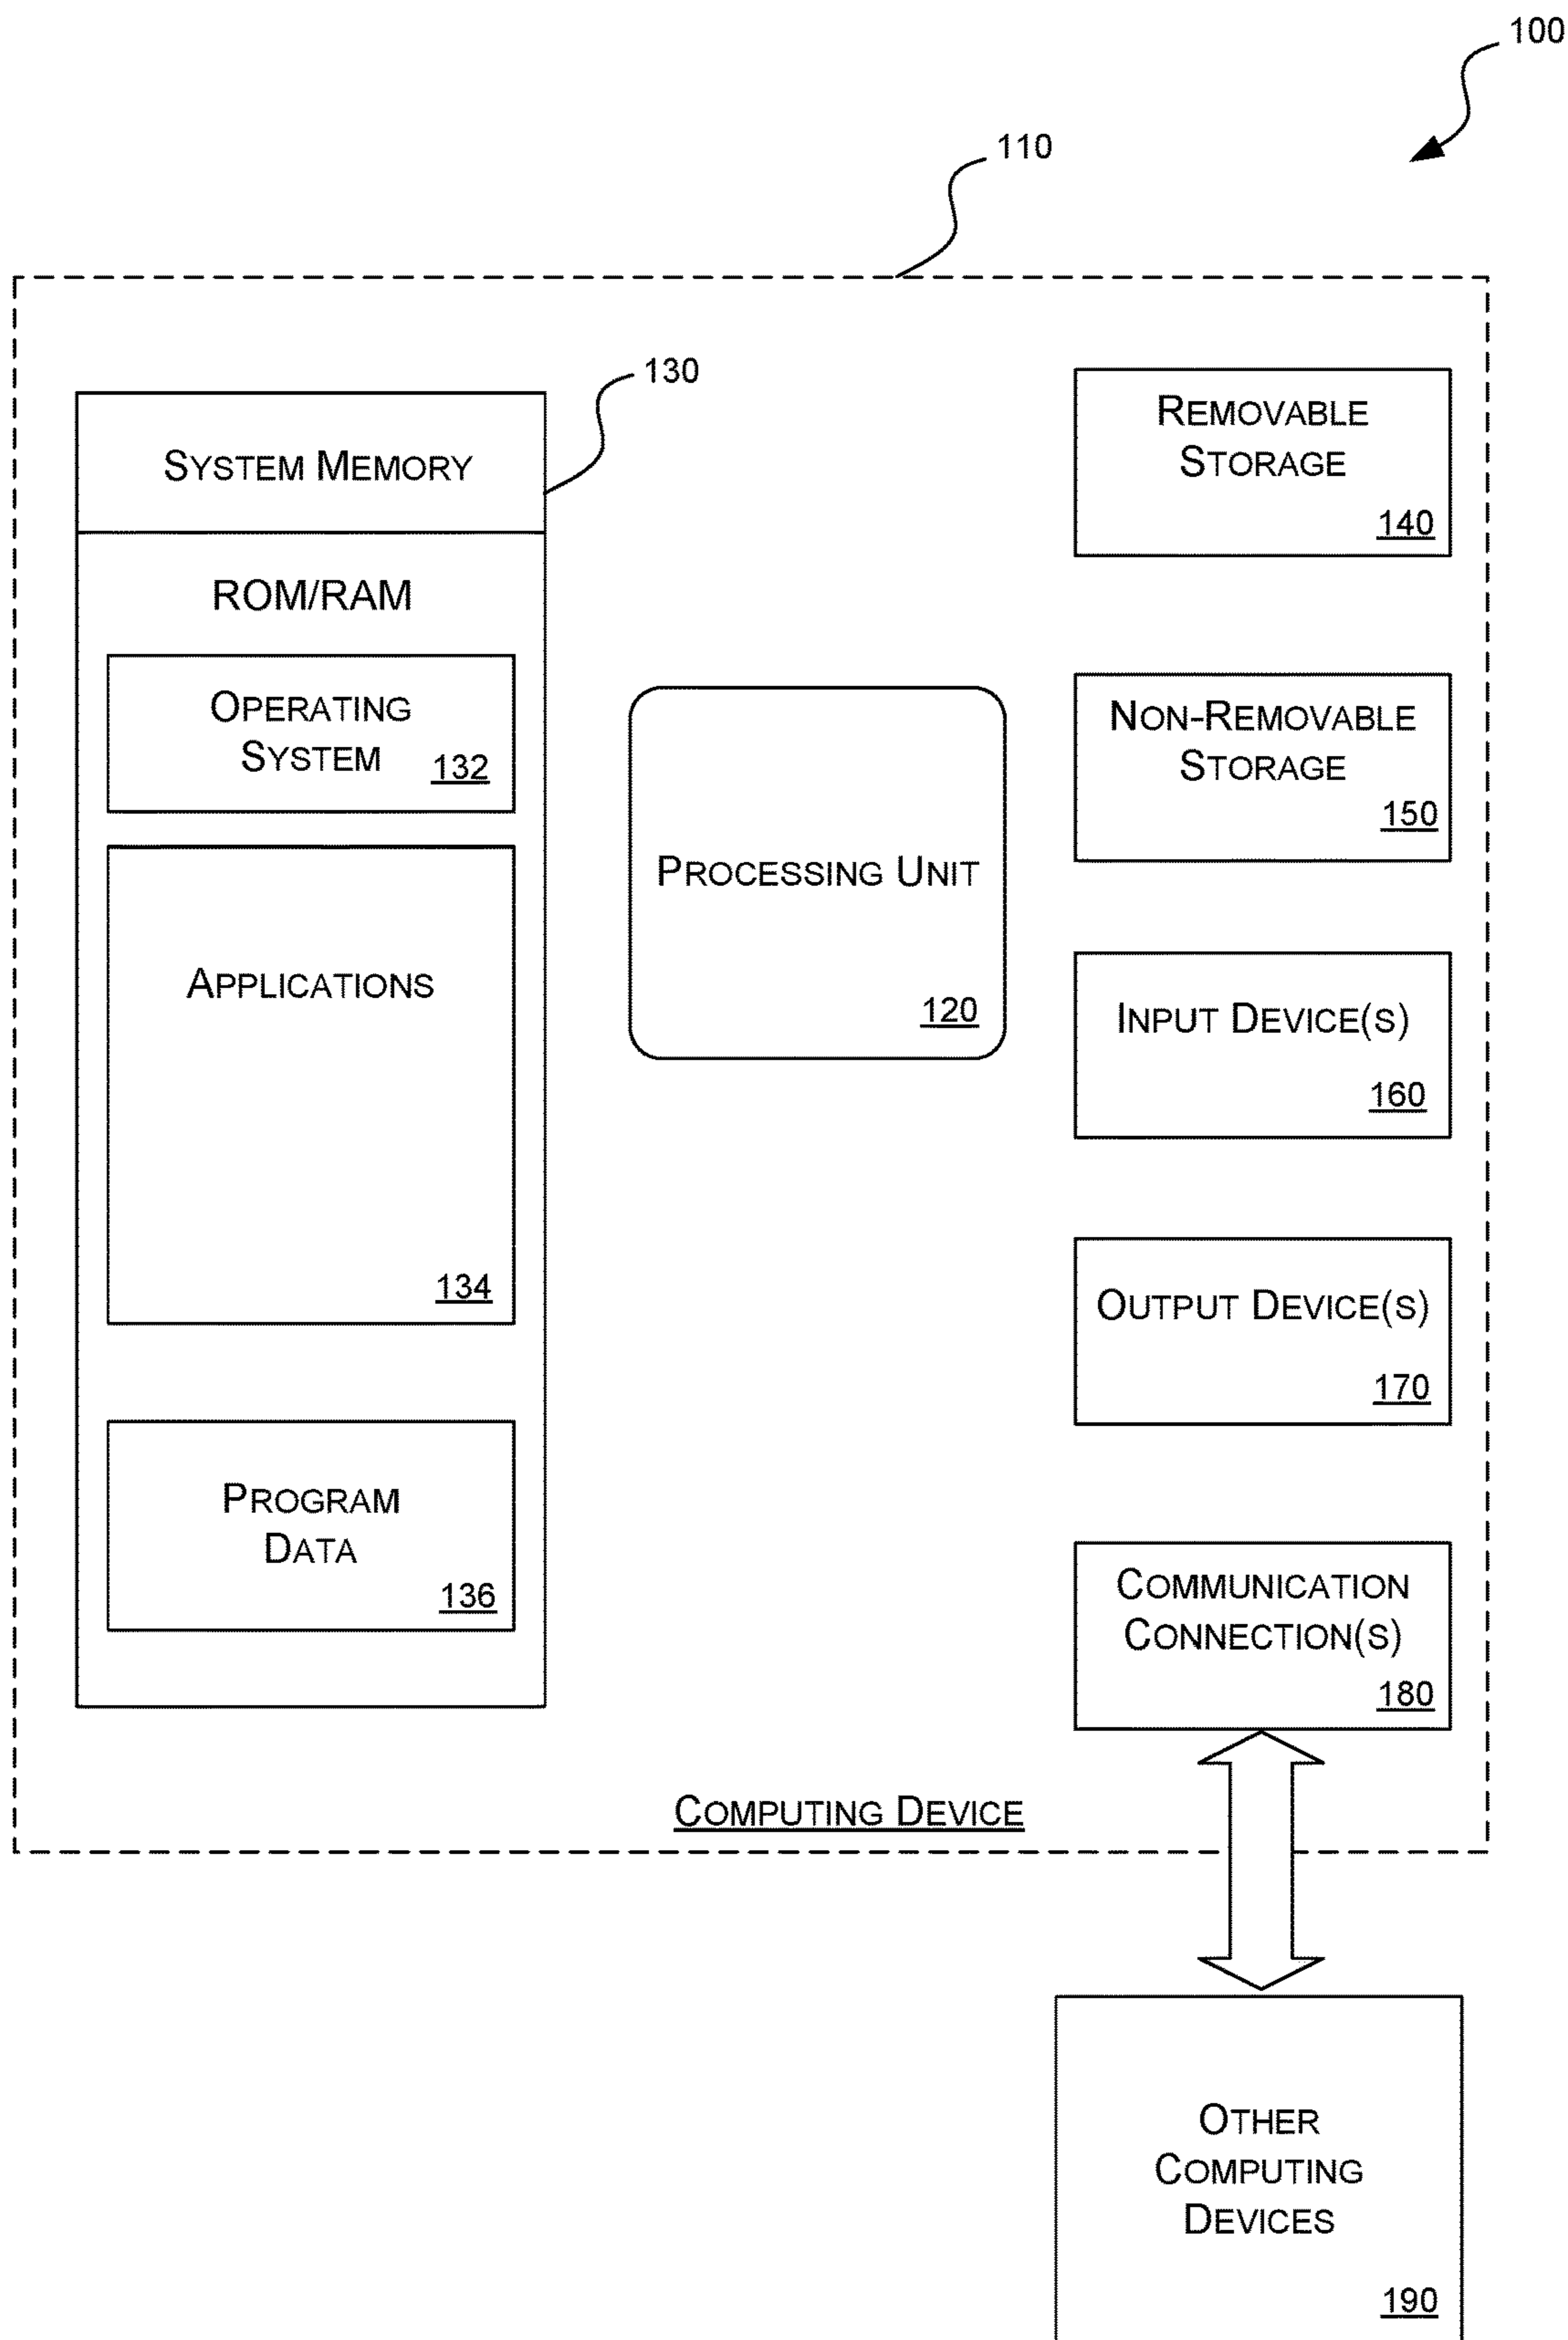 100
110
130
SYSTEM MEMORY
ROM/RAM
OPERATING
SYSTEM
132
APPLICATIONS
134
PROGRAM
DATA
136
PROCESSING UNIT
120
REMOVABLE
STORAGE
140
NON-REMOVABLE
STORAGE
150
INPUT DEVICE(S)
160
OUTPUT DEVICE(S)
170
COMMUNICATION
CONNECTION(S)
180
COMPUTING DEVICE
OTHER
COMPUTING
DEVICES
190